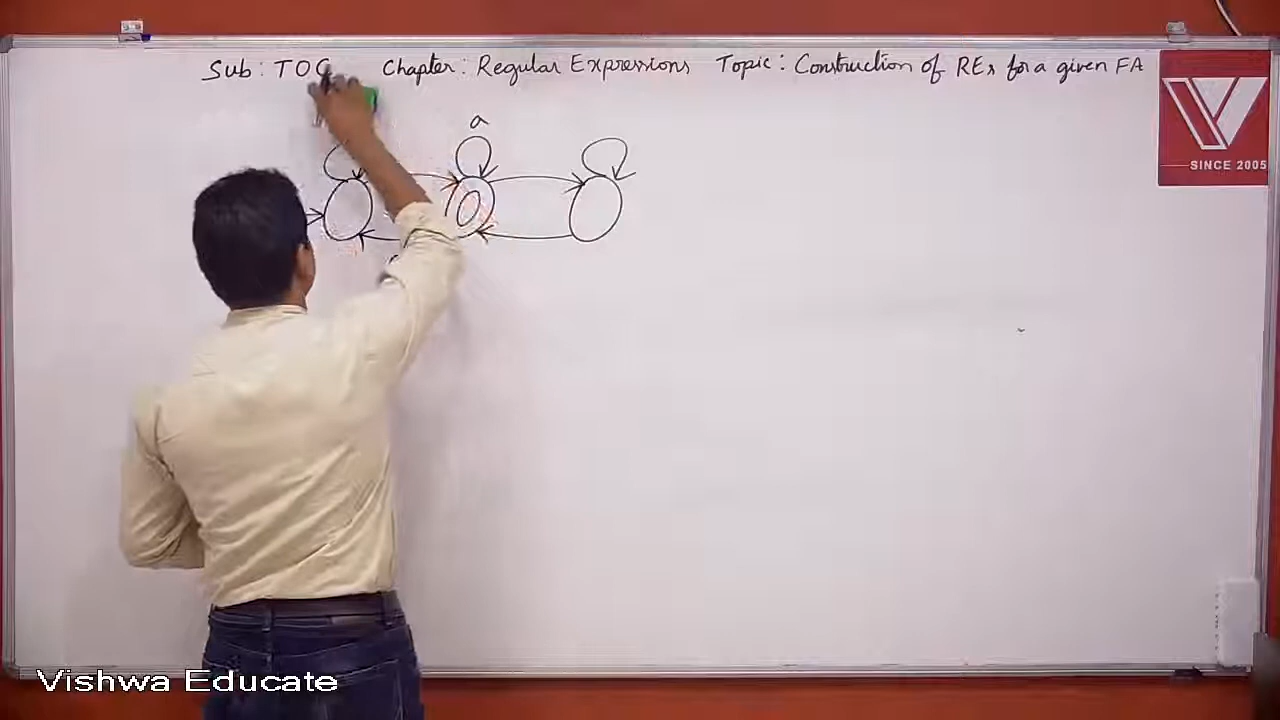 Sub : TOC Chapter : Regular Expressions Topic : Construction of REs for a given FA
a
SINCE 2005
Vishwa Educate